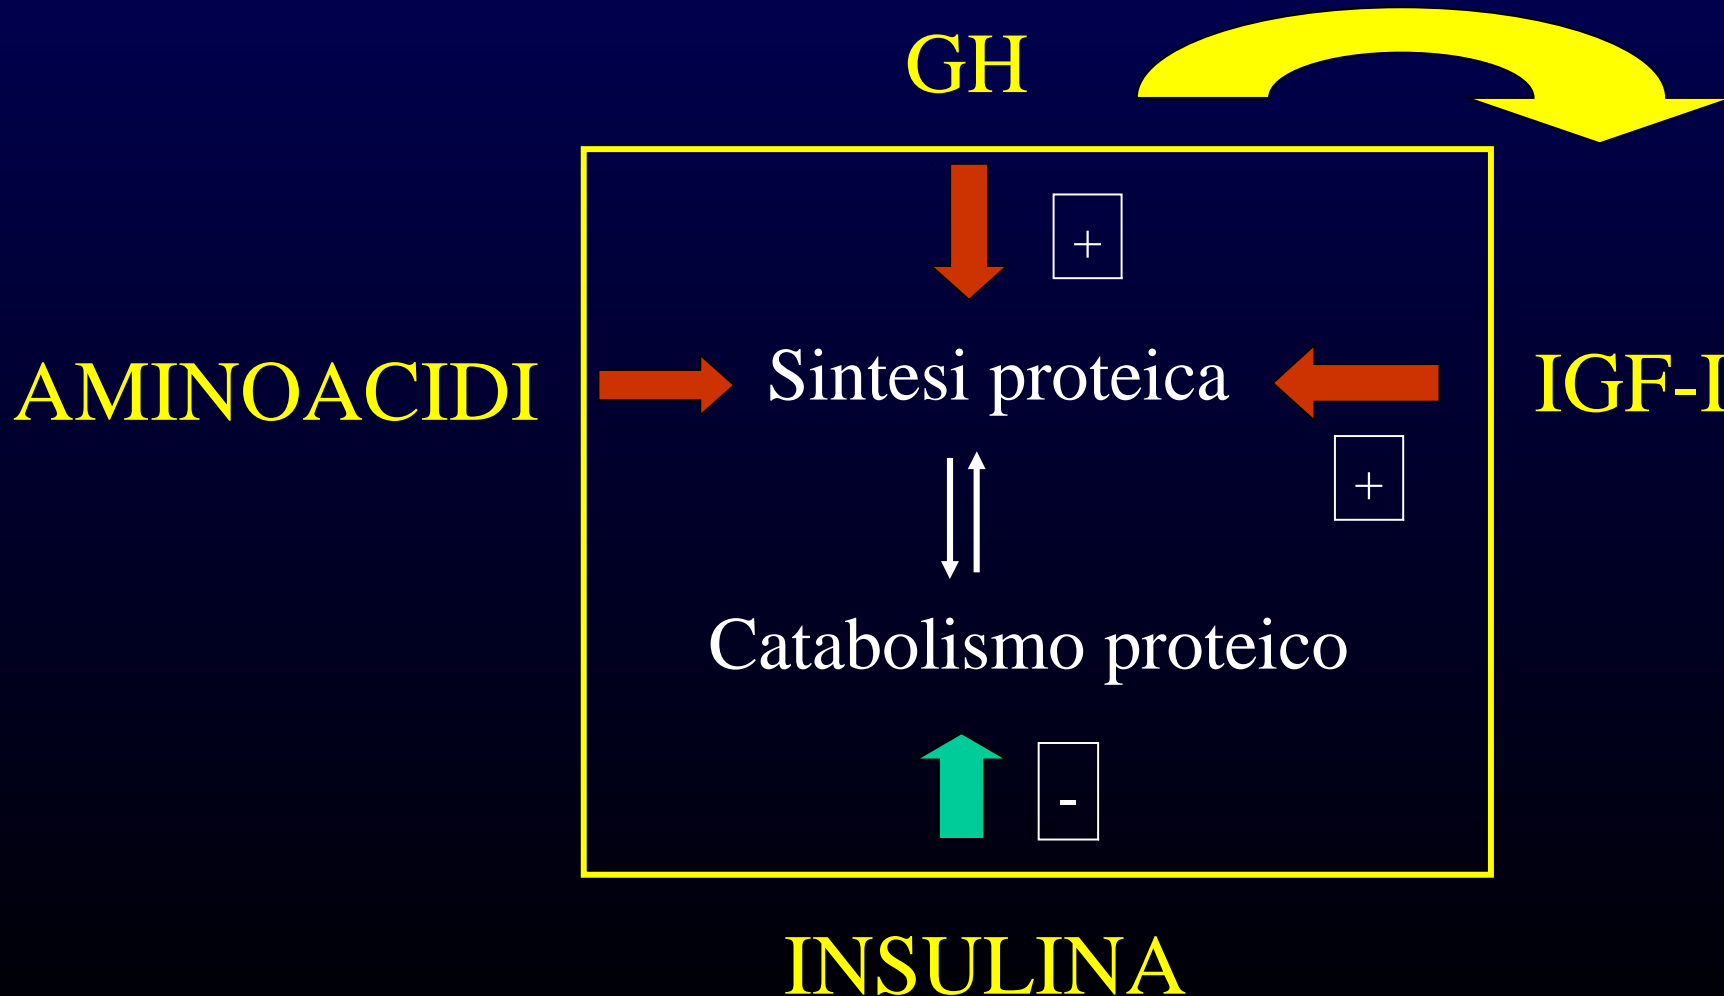 GH
+
AMINOACIDI
Sintesi proteica
IGF-I
+
Catabolismo proteico
-
INSULINA